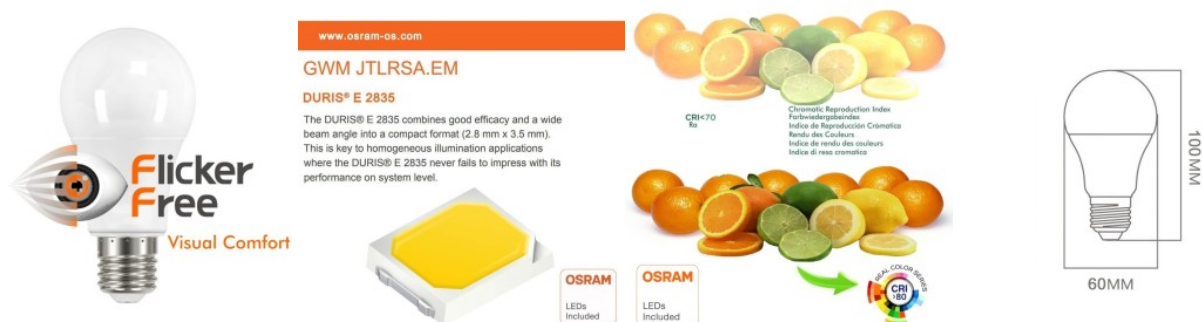 Flicker
Free
Visual Comfort
www.osram-os.com
GWM JTLRSA.EM
DURIS® E 2835
The DURIS® E 2835 combines good efficacy and a wide
beam angle into a compact format (2.8 mm x 3.5 mm).
This is key to homogeneous illumination applications
where the DURIS® E 2835 never fails to impress with its
performance on system level.
OSRAM
LEDs
Included
OSRAM
LEDs
Included
CRI<70
Ra
Chromatic Reproduction Index
Farbwiedergabeindex
Indice de Reproducción Cromatica
Rendu des Couleurs
Indice de rendu des couleurs
Indice di resa cromatica
REAL COLOR SERIES
CRI
>80
100MM
60MM